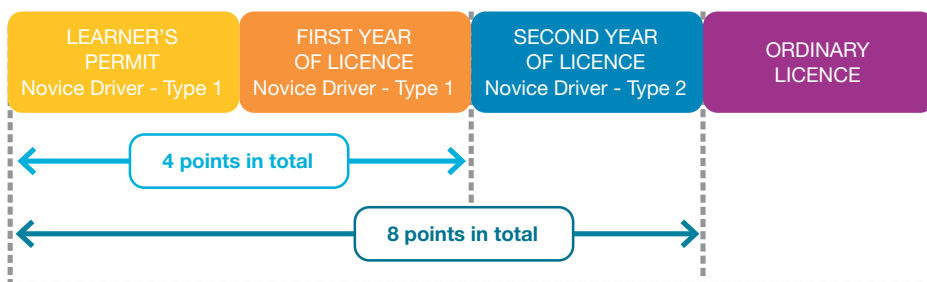 LEARNER'S
PERMIT
Novice Driver - Type 1
FIRST YEAR
OF LICENCE
Novice Driver - Type 1
SECOND YEAR
OF LICENCE
Novice Driver - Type 2
ORDINARY
LICENCE
4 points in total
8 points in total